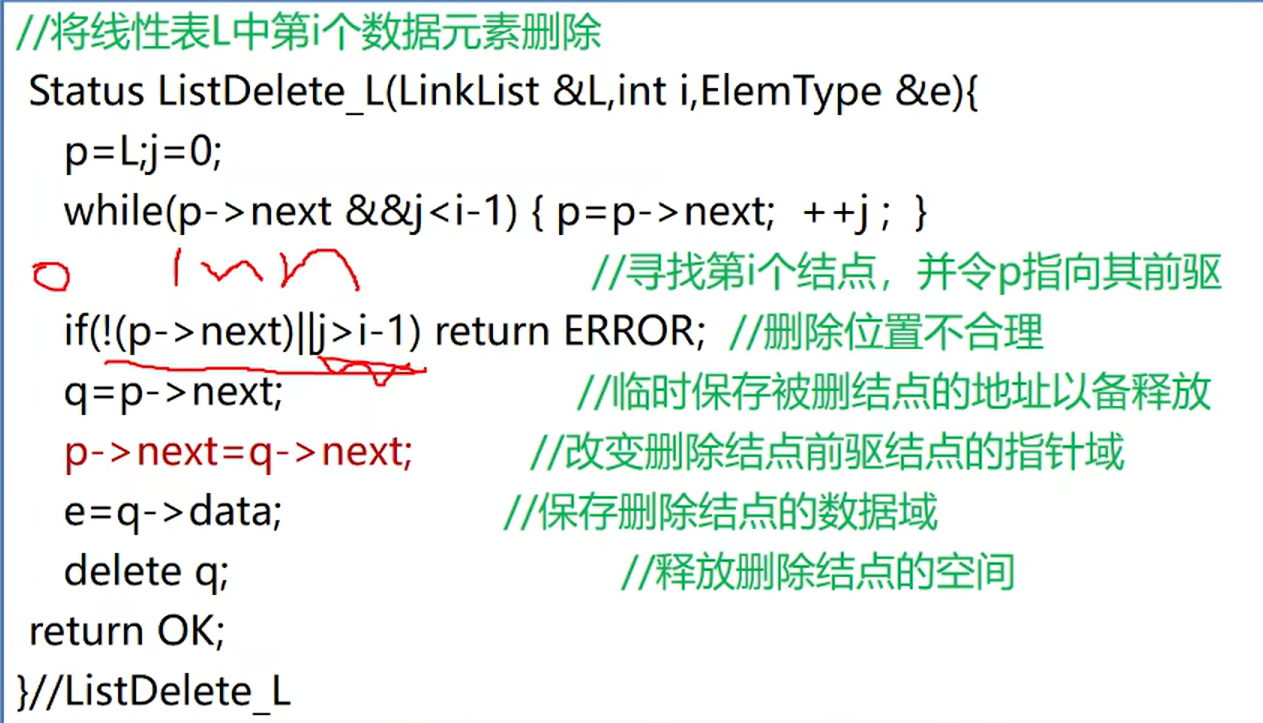 //将线性表L中第i个数据元素删除
Status ListDelete_L(LinkList &L,int i,ElemType &e){
p=L;j=0;
while(p->next &&j<i-1) { p=p->next; ++j ; }
0 1~n //寻找第i个结点，并令p指向其前驱
if(!(p->next)||j>i-1) return ERROR; //删除位置不合理
q=p->next; //临时保存被删结点的地址以备释放
p->next=q->next; //改变删除结点前驱结点的指针域
e=q->data; //保存删除结点的数据域
delete q; //释放删除结点的空间
return OK;
}//ListDelete_L